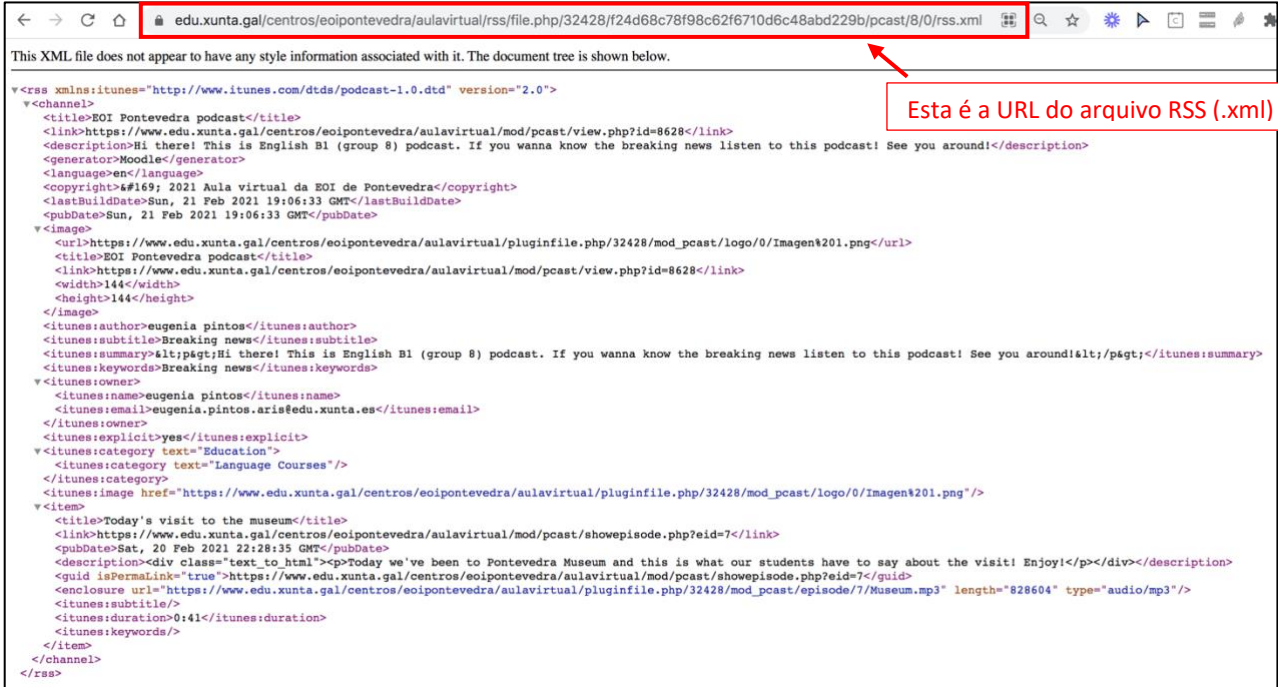 edu.xunta.gal/centros/eoipontevedra/aulavirtual/rss/file.php/32428/f24d68c78f98c62f6710d6c48abd229b/pcast/8/0/rss.xml
This XML file does not appear to have any style information associated with it. The document tree is shown below.
Esta é a URL do arquivo RSS (.xml)
▼<rss xmlns:itunes="http://www.itunes.com/dtds/podcast-1.0.dtd" version="2.0">
▼<channel>
<title>EOI Pontevedra podcast</title>
<link>https://www.edu.xunta.gal/centros/eoipontevedra/aulavirtual/mod/pcast/view.php?id=8628</link>
<description>Hi there! This is English B1 (group 8) podcast. If you wanna know the breaking news listen to this podcast! See you around!</description>
<generator>Moodle</generator>
<language>en</language>
<copyright>&#169; 2021 Aula virtual da EOI de Pontevedra</copyright>
<lastBuildDate>Sun, 21 Feb 2021 19:06:33 GMT</lastBuildDate>
<pubDate>Sun, 21 Feb 2021 19:06:33 GMT</pubDate>
▼<image>
<url>https://www.edu.xunta.gal/centros/eoipontevedra/aulavirtual/pluginfile.php/32428/mod_pcast/logo/0/Imagen%201.png</url>
<title>EOI Pontevedra podcast</title>
<link>https://www.edu.xunta.gal/centros/eoipontevedra/aulavirtual/mod/pcast/view.php?id=8628</link>
<width>144</width>
<height>144</height>
</image>
<itunes:author>eugenia pintos</itunes:author>
<itunes:subtitle>Breaking news</itunes:subtitle>
<itunes:summary>&lt;p&gt;Hi there! This is English B1 (group 8) podcast. If you wanna know the breaking news listen to this podcast! See you around!&lt;/p&gt;</itunes:summary>
<itunes:keywords>Breaking news</itunes:keywords>
▼<itunes:owner>
<itunes:name>eugenia pintos</itunes:name>
<itunes:email>eugenia.pintos.aris@edu.xunta.es</itunes:email>
</itunes:owner>
<itunes:explicit>yes</itunes:explicit>
▼<itunes:category text="Education">
<itunes:category text="Language Courses"/>
</itunes:category>
<itunes:image href="https://www.edu.xunta.gal/centros/eoipontevedra/aulavirtual/pluginfile.php/32428/mod_pcast/logo/0/Imagen%201.png"/>
▼<item>
<title>Today's visit to the museum</title>
<link>https://www.edu.xunta.gal/centros/eoipontevedra/aulavirtual/mod/pcast/showepisode.php?eid=7</link>
<pubDate>Sat, 20 Feb 2021 22:28:35 GMT</pubDate>
<description><div class="text_to_html"><p>Today we've been to Pontevedra Museum and this is what our students have to say about the visit! Enjoy!</p></div></description>
<guid isPermaLink="true">https://www.edu.xunta.gal/centros/eoipontevedra/aulavirtual/mod/pcast/showepisode.php?eid=7</guid>
<enclosure url="https://www.edu.xunta.gal/centros/eoipontevedra/aulavirtual/pluginfile.php/32428/mod_pcast/episode/7/Museum.mp3" length="828604" type="audio/mp3"/>
<itunes:subtitle/>
<itunes:duration>0:41</itunes:duration>
<itunes:keywords/>
</item>
</channel>
</rss>